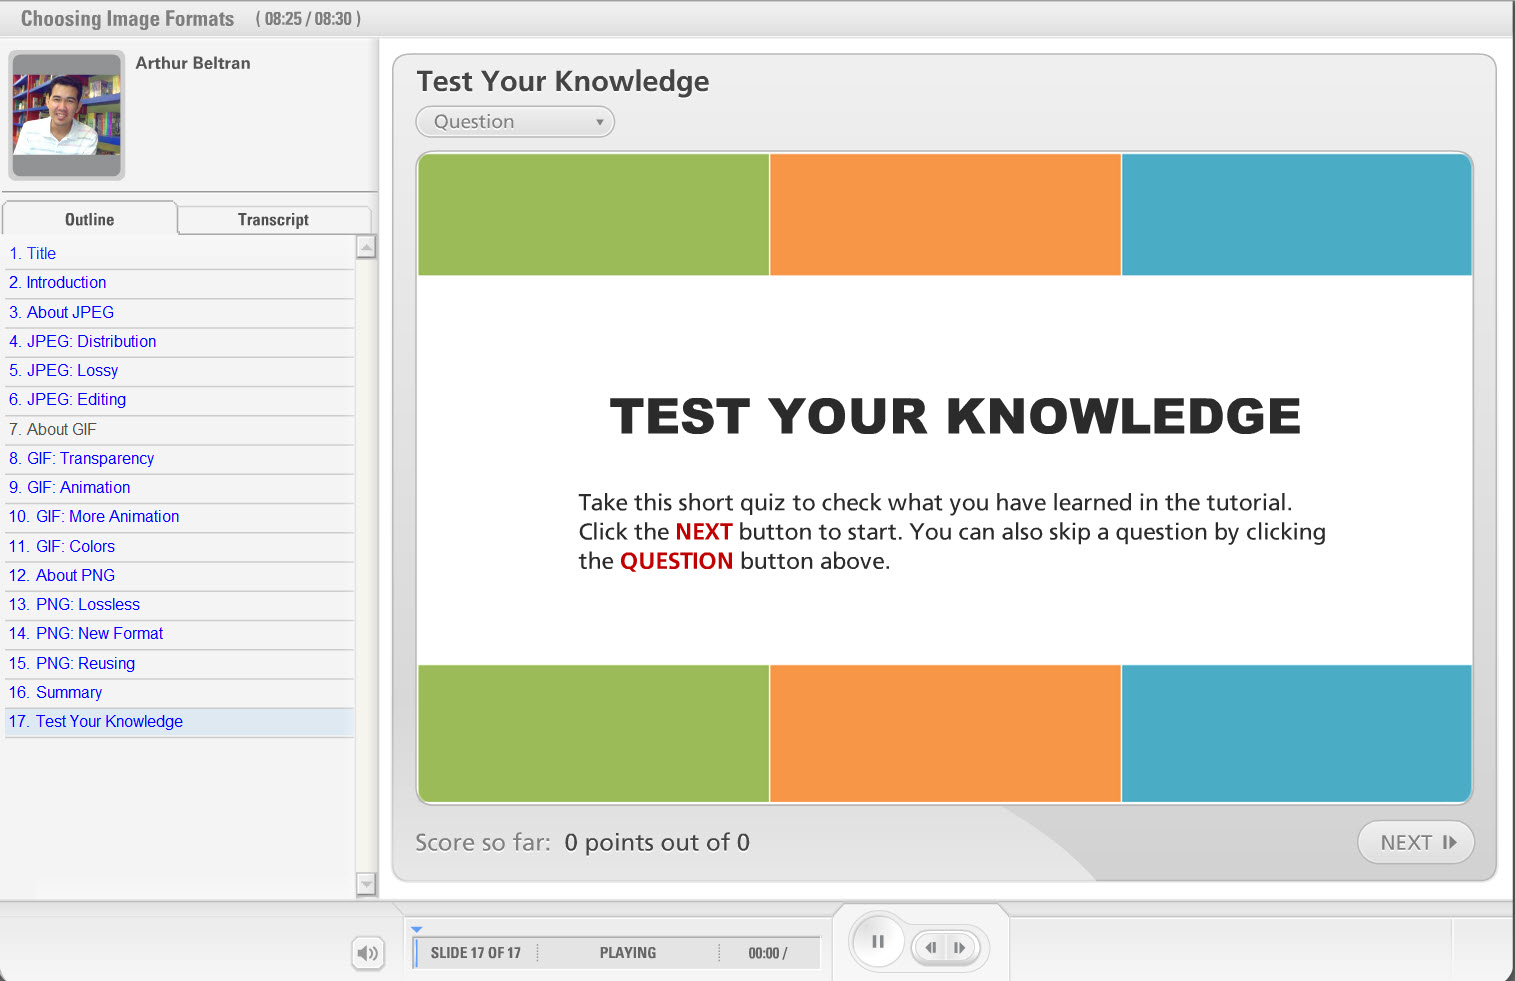 Choosing Image Formats ( 08:25 / 08:30 )
Arthur Beltran
Outline Transcript
1. Title
2. Introduction
3. About JPEG
4. JPEG: Distribution
5. JPEG: Lossy
6. JPEG: Editing
7. About GIF
8. GIF: Transparency
9. GIF: Animation
10. GIF: More Animation
11. GIF: Colors
12. About PNG
13. PNG: Lossless
14. PNG: New Format
15. PNG: Reusing
16. Summary
17. Test Your Knowledge
Test Your Knowledge
Question
TEST YOUR KNOWLEDGE
Take this short quiz to check what you have learned in the tutorial.
Click the NEXT button to start. You can also skip a question by clicking
the QUESTION button above.
Score so far: 0 points out of 0
NEXT
SLIDE 17 OF 17 PLAYING 00:00 /